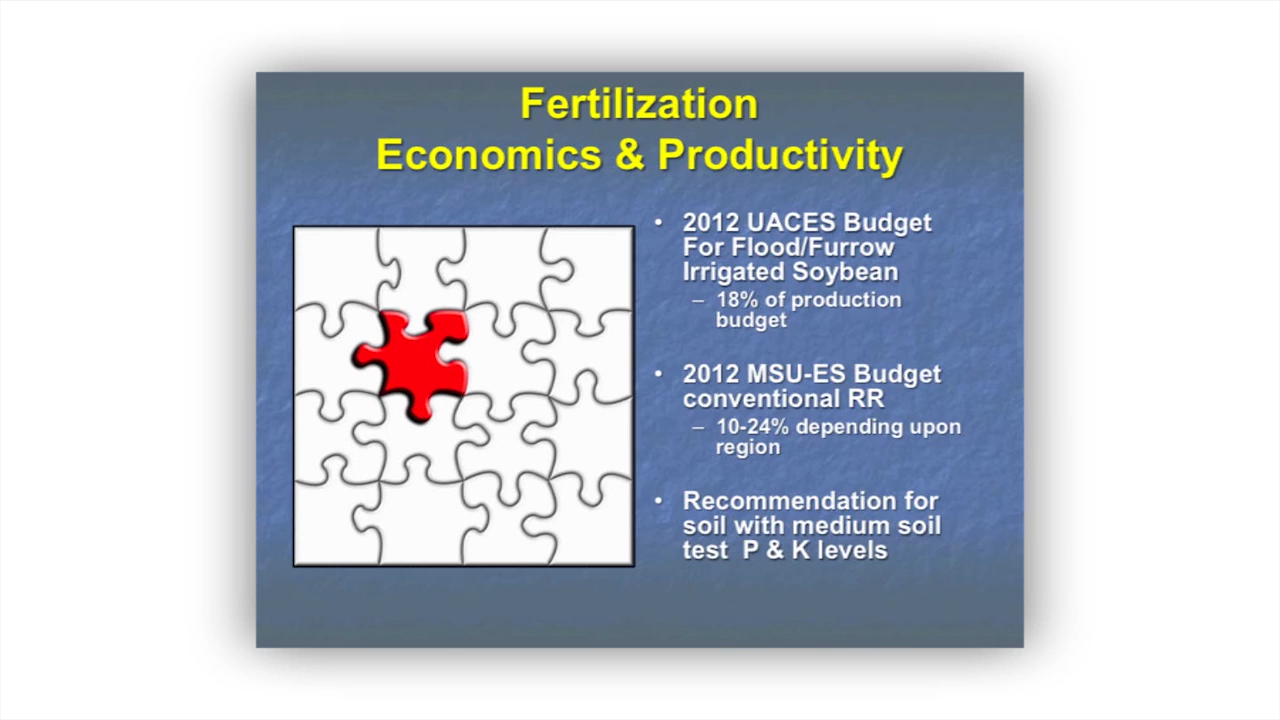 Fertilization
Economics & Productivity
• 2012 UACES Budget
For Flood/Furrow
Irrigated Soybean
– 18% of production
budget
• 2012 MSU-ES Budget
conventional RR
– 10-24% depending upon
region
• Recommendation for
soil with medium soil
test P & K levels